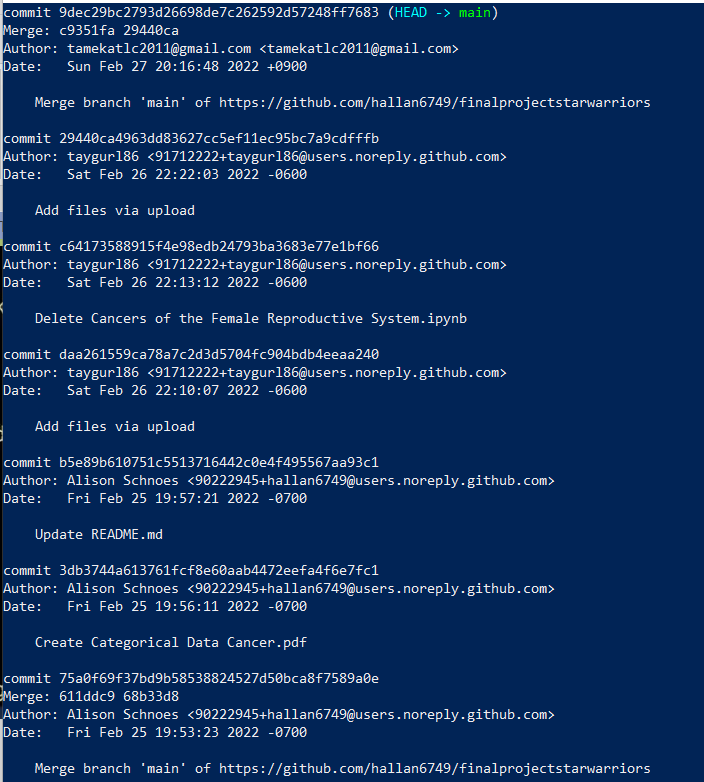 commit 9dec29bc2793d26698de7c262592d57248ff7683 (HEAD -> main)
Merge: c9351fa 29440ca
Author: tamekatlc2011@gmail.com <tamekatlc2011@gmail.com>
Date:   Sun Feb 27 20:16:48 2022 +0900
Merge branch 'main' of https://github.com/hallan6749/finalprojectstarwarriors
commit 29440ca4963dd83627cc5ef11ec95bc7a9cdfffb
Author: taygurl86 <91712222+taygurl86@users.noreply.github.com>
Date:   Sat Feb 26 22:22:03 2022 -0600
Add files via upload
commit c64173588915f4e98edb24793ba3683e77e1bf66
Author: taygurl86 <91712222+taygurl86@users.noreply.github.com>
Date:   Sat Feb 26 22:13:12 2022 -0600
Delete Cancers of the Female Reproductive System.ipynb
commit daa261559ca78a7c2d3d5704fc904bdb4eeaa240
Author: taygurl86 <91712222+taygurl86@users.noreply.github.com>
Date:   Sat Feb 26 22:10:07 2022 -0600
Add files via upload
commit b5e89b610751c5513716442c0e4f495567aa93c1
Author: Alison Schnoes <90222945+hallan6749@users.noreply.github.com>
Date:   Fri Feb 25 19:57:21 2022 -0700
Update README.md
commit 3db3744a613761fcf8e60aab4472eefa4f6e7fc1
Author: Alison Schnoes <90222945+hallan6749@users.noreply.github.com>
Date:   Fri Feb 25 19:56:11 2022 -0700
Create Categorical Data Cancer.pdf
commit 75a0f69f37bd9b58538824527d50bca8f7589a0e
Merge: 611ddc9 68b33d8
Author: Alison Schnoes <90222945+hallan6749@users.noreply.github.com>
Date:   Fri Feb 25 19:53:23 2022 -0700
Merge branch 'main' of https://github.com/hallan6749/finalprojectstarwarriors